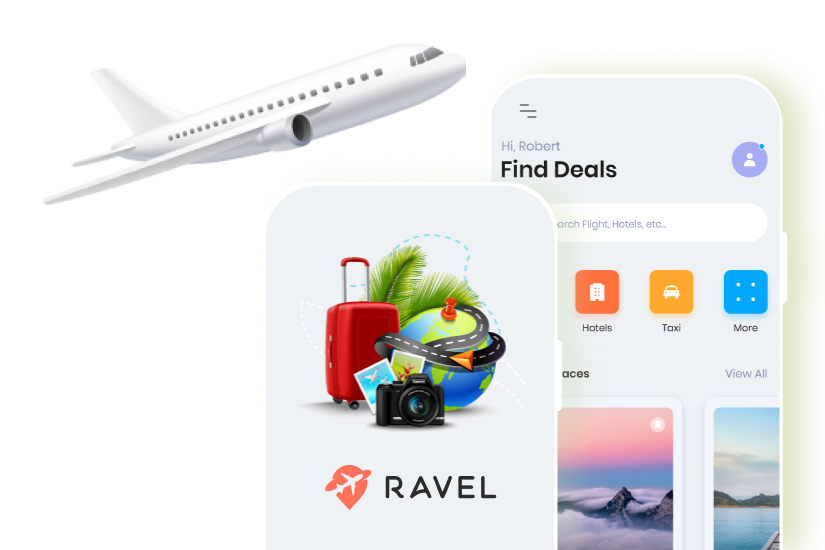 Hi, Robert
Find Deals
arch Flight, Hotels, etc..
Hotels
Taxi
More
aces
View All
RAVEL